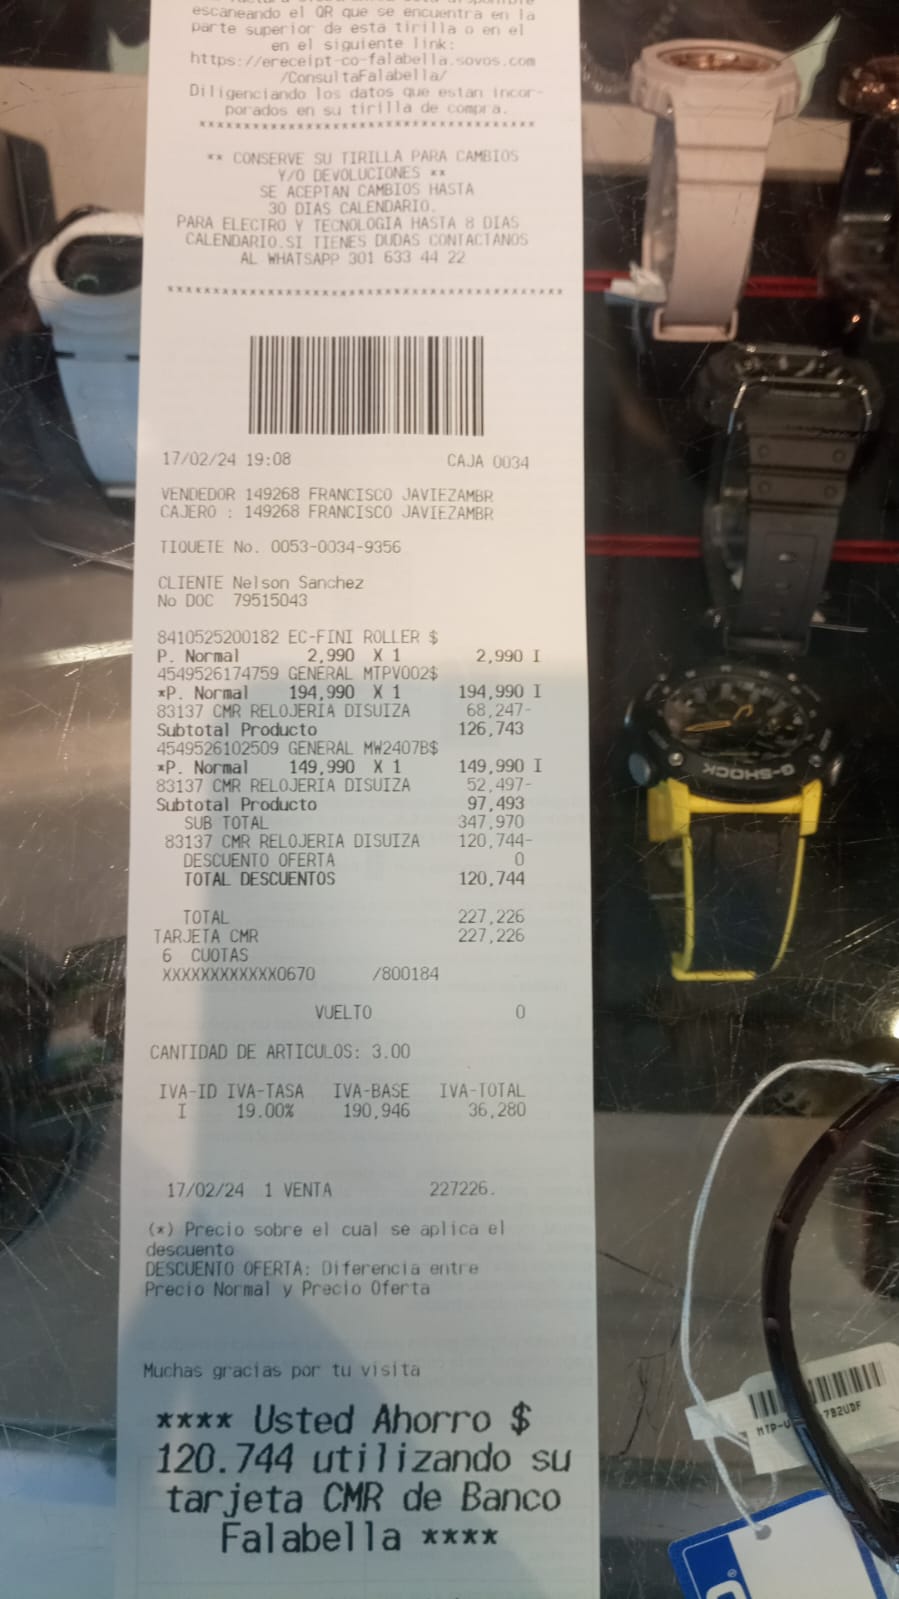 escaneando el QR que se encuentra en la
parte superior de esta tirilla o en el
en el siguiente link:
https://ereceipt-co-falabella.sovos.com
/ConsultaFalabella/
Diligenciando los datos que estan incor-
porados en su tirilla de compra.
** CONSERVE SU TIRILLA PARA CAMBIOS
Y/O DEVOLUCIONES **
SE ACEPTAN CAMBIOS HASTA
30 DIAS CALENDARIO.
PARA ELECTRO Y TECNOLOGIA HASTA 8 DIAS
CALENDARIO.SI TIENES DUDAS CONTACTANOS
AL WHATSAPP 301 633 44 22
17/02/24 19:08 CAJA 0034
VENDEDOR 149268 FRANCISCO JAVIEZAMBR
CAJERO : 149268 FRANCISCO JAVIEZAMBR
TIQUETE No. 0053-0034-9356
CLIENTE Nelson Sanchez
No DOC 79515043
8410525200182 EC-FINI ROLLER $
P. Normal 2,990 X 1 2,990 I
4549526174759 GENERAL MTPV002$
*P. Normal 194,990 X 1 194,990 I
83137 CMR RELOJERIA DISUIZA 68,247-
Subtotal Producto 126,743
4549526102509 GENERAL MW2407B$
*P. Normal 149,990 X 1 149,990 I
83137 CMR RELOJERIA DISUIZA 52,497-
Subtotal Producto 97,493
SUB TOTAL 347,970
83137 CMR RELOJERIA DISUIZA 120,744-
DESCUENTO OFERTA 0
TOTAL DESCUENTOS 120,744
TOTAL 227,226
TARJETA CMR 227,226
6 CUOTAS
XXXXXXXXXXXX0670 /800184
VUELTO 0
CANTIDAD DE ARTICULOS: 3.00
IVA-ID IVA-TASA IVA-BASE IVA-TOTAL
I 19.00% 190,946 36,280
17/02/24 1 VENTA 227226.
(*) Precio sobre el cual se aplica el
descuento
DESCUENTO OFERTA: Diferencia entre
Precio Normal y Precio Oferta
Muchas gracias por tu visita
**** Usted Ahorro $
120.744 utilizando su
tarjeta CMR de Banco
Falabella ****
G-SHOCK